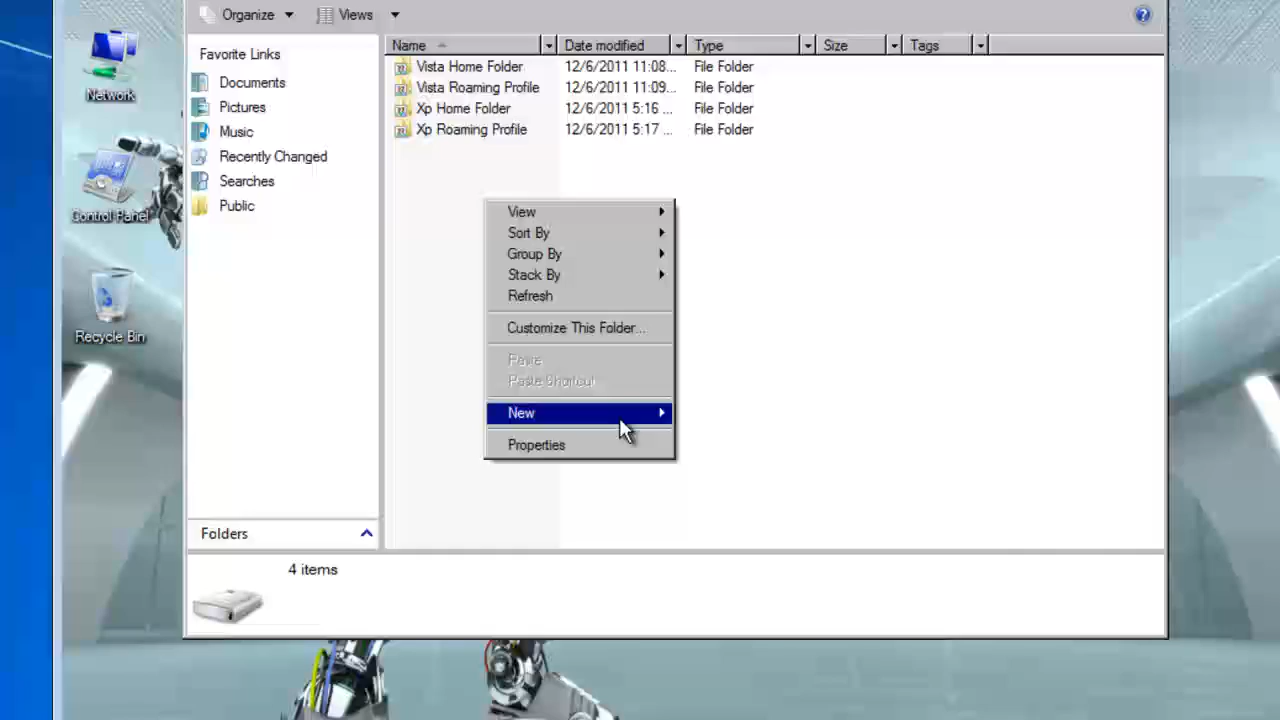 Organize
Views
Network
Control Panel
Recycle Bin
Favorite Links
Documents
Pictures
Music
Recently Changed
Searches
Public
Folders
Name Date modified Type Size Tags
Vista Home Folder 12/6/2011 11:08... File Folder
Vista Roaming Profile 12/6/2011 11:09... File Folder
Xp Home Folder 12/6/2011 5:16 ... File Folder
Xp Roaming Profile 12/6/2011 5:17 ... File Folder
View
Sort By
Group By
Stack By
Refresh
Customize This Folder...
Paste
Paste Shortcut
New
Properties
4 items